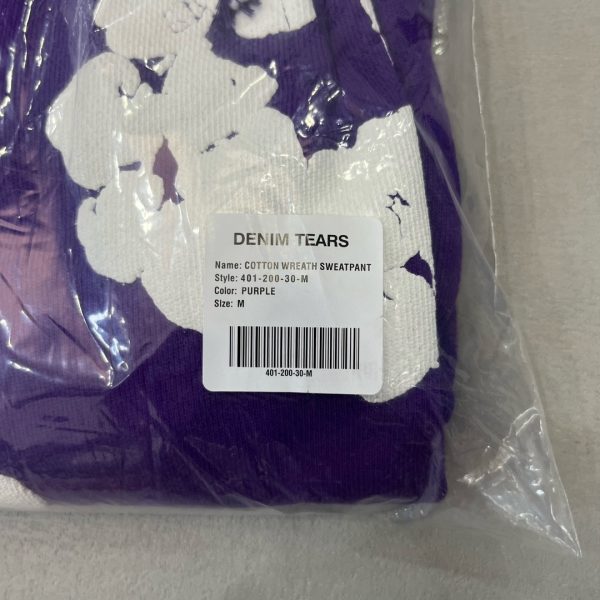 DENIM TEARS
Name: COTTON WREATH SWEATPANT
Style: 401-200-30-M
Color: PURPLE
Size: M
401-200-30-M